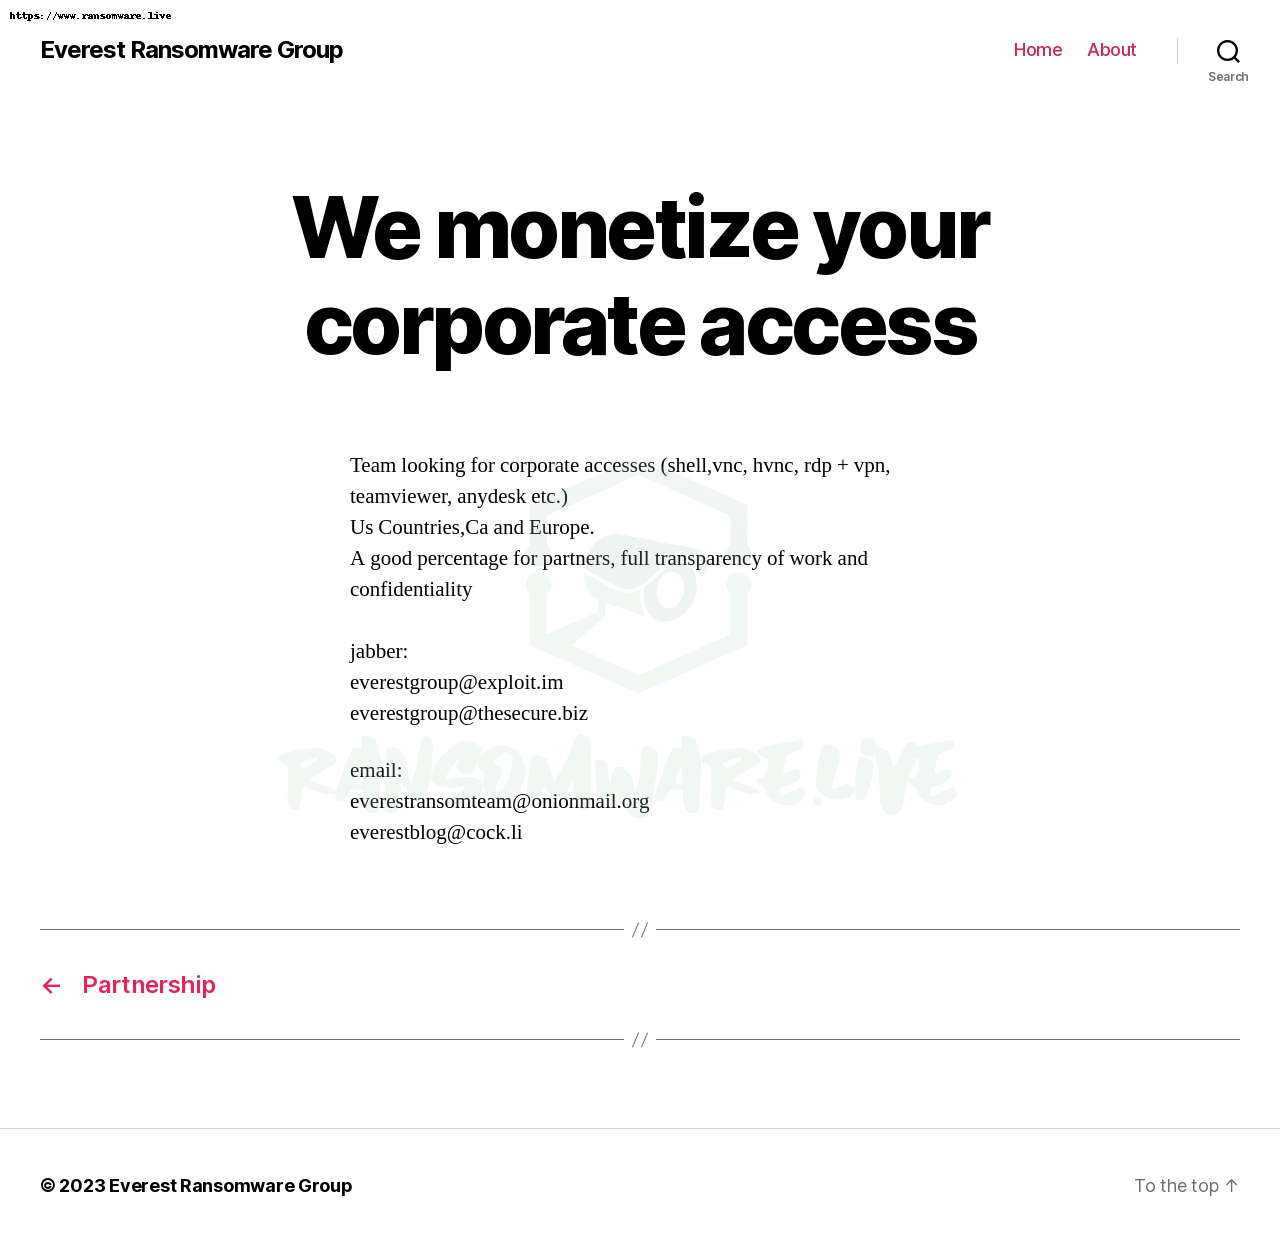 https://www.ransomware.live
Everest Ransomware Group
Home About
Search
We monetize your
corporate access
Team looking for corporate accesses (shell,vnc, hvnc, rdp + vpn,
teamviewer, anydesk etc.)
Us Countries,Ca and Europe.
A good percentage for partners, full transparency of work and
confidentiality
jabber:
everestgroup@exploit.im
everestgroup@thesecure.biz
RANSOMWARE.LIVE
email:
everestransomteam@onionmail.org
everestblog@cock.li
//
← Partnership
//
© 2023 Everest Ransomware Group
To the top ↑